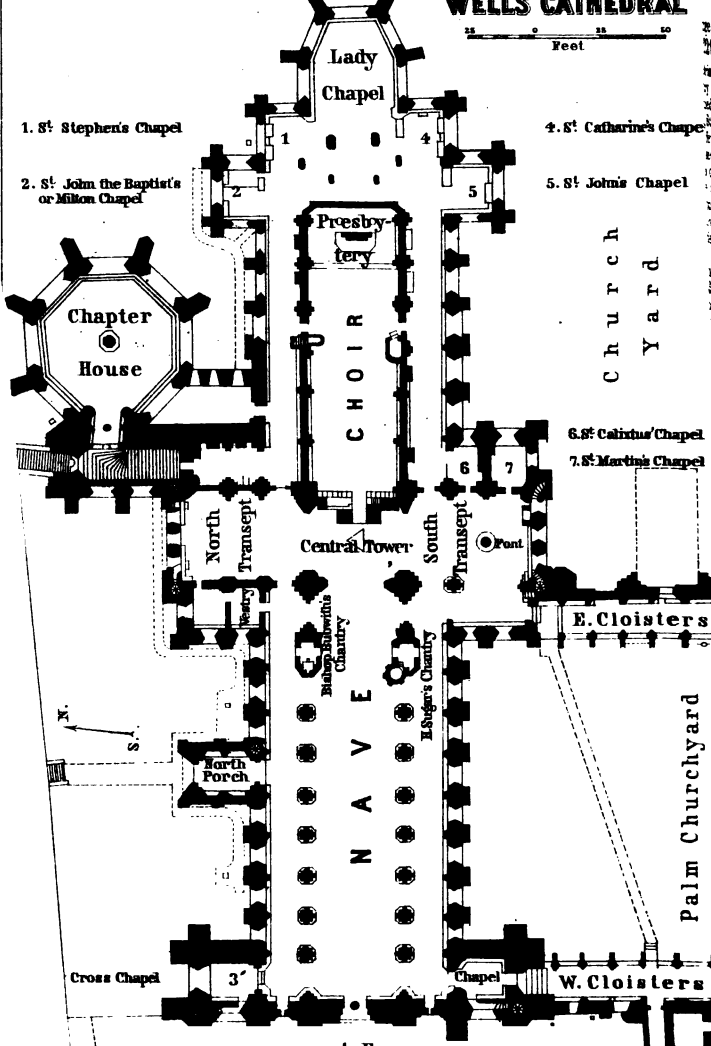 WELLS CATHEDRAL
25 0 25 50
Feet
Lady
Chapel
1. St. Stephen's Chapel
1
4
4. St. Catharine's Chape
2. St. John the Baptist's
or Milton Chapel
2
5
5. St. John's Chapel
Presby-
tery
Church
Yard
Chapter
House
CHOIR
6. St. Calixtus' Chapel
6
7
7. St. Martin's Chapel
North
Transept
Central Tower
South
Transept
Font
Vestry
Bishop Bubwith's
Chantry
H. Sugar's Chantry
E. Cloisters
N.
S.
NAVE
North
Porch
Palm Churchyard
Cross Chapel
3
Chapel
W. Cloisters